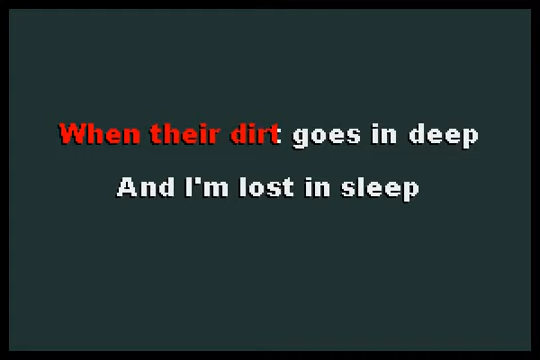 When their dirt goes in deep
And I'm lost in sleep